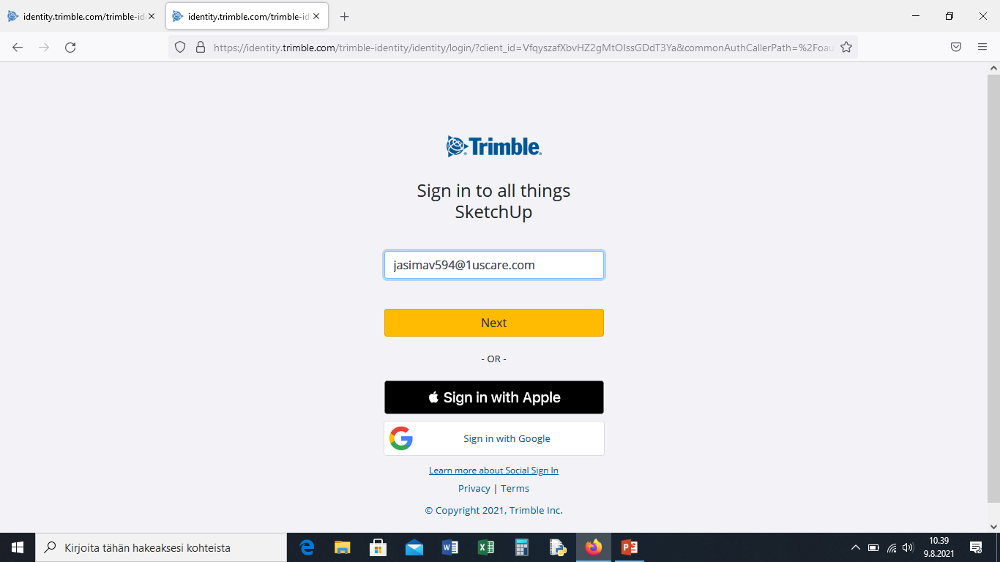 identity.trimble.com/trimble-id
identity.trimble.com/trimble-id
https://identity.trimble.com/trimble-identity/identity/login/?client_id=VfqyszafXbvHZ2gMtOIssGDdT3Ya&commonAuthCallerPath=%2Foau
Trimble
Sign in to all things
SketchUp
jasimav594@1uscare.com
Next
- OR -
Sign in with Apple
Sign in with Google
Learn more about Social Sign In
Privacy | Terms
© Copyright 2021, Trimble Inc.
Kirjoita tähän hakeaksesi kohteista
10.39
9.8.2021